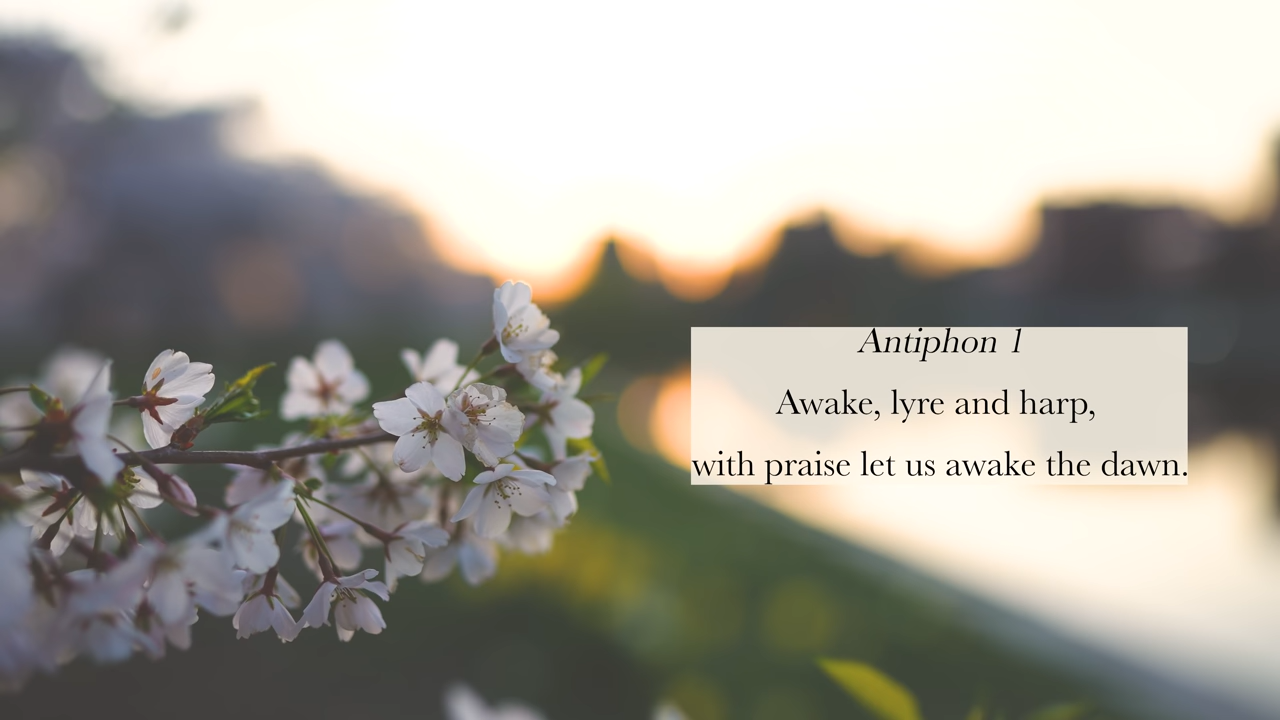 Antiphon 1
Awake, lyre and harp,
with praise let us awake the dawn.